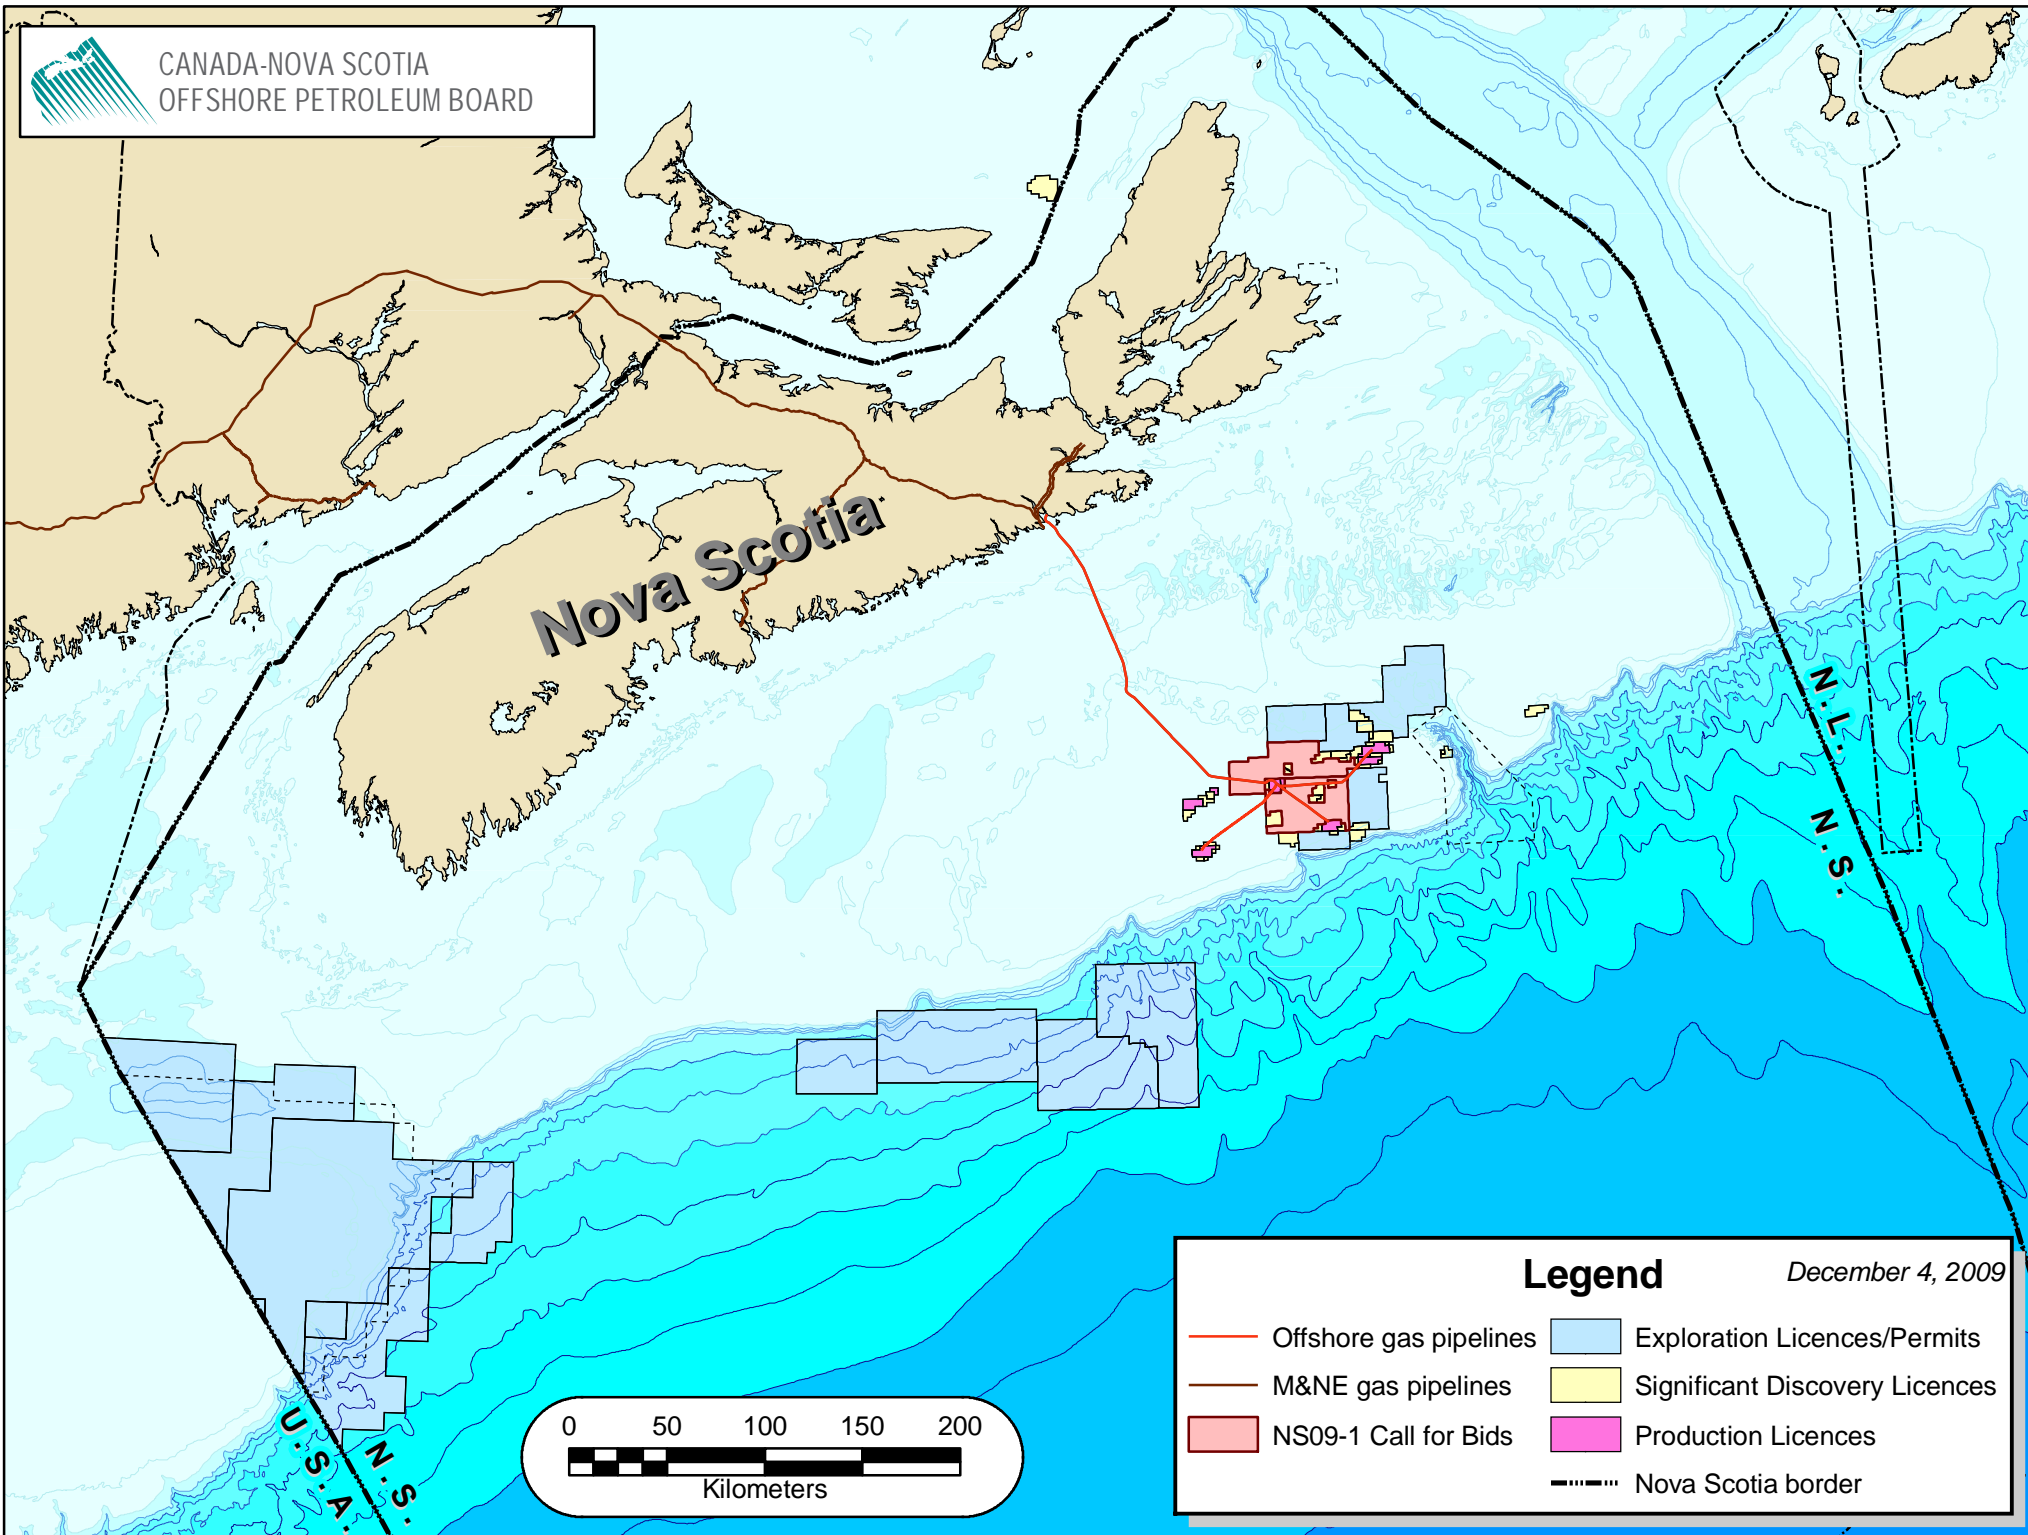 CANADA-NOVA SCOTIA
OFFSHORE PETROLEUM BOARD
Nova Scotia
N.L.
N.S.
U.S.A.
N.S.
0 50 100 150 200
Kilometers
Legend
December 4, 2009
Offshore gas pipelines
M&NE gas pipelines
NS09-1 Call for Bids
Exploration Licences/Permits
Significant Discovery Licences
Production Licences
Nova Scotia border